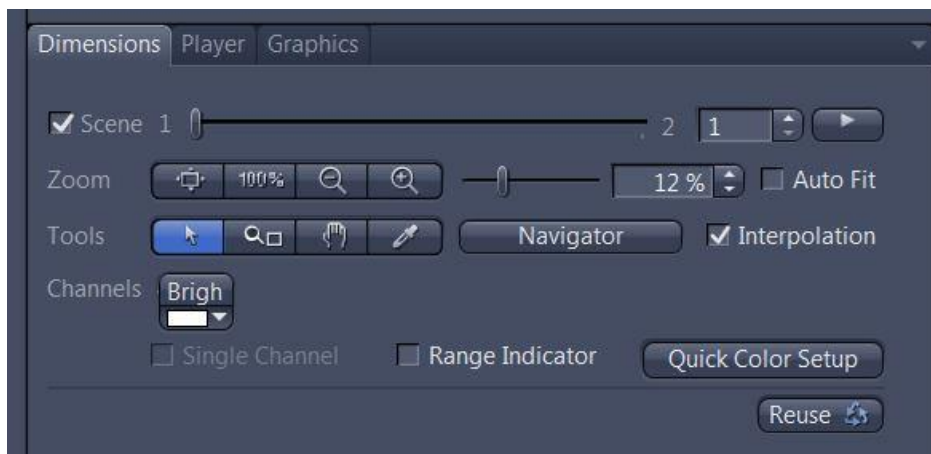 Dimensions Player Graphics
Scene 1 2 1
Zoom 100% 12 % Auto Fit
Tools Navigator Interpolation
Channels Brigh
Single Channel Range Indicator Quick Color Setup
Reuse